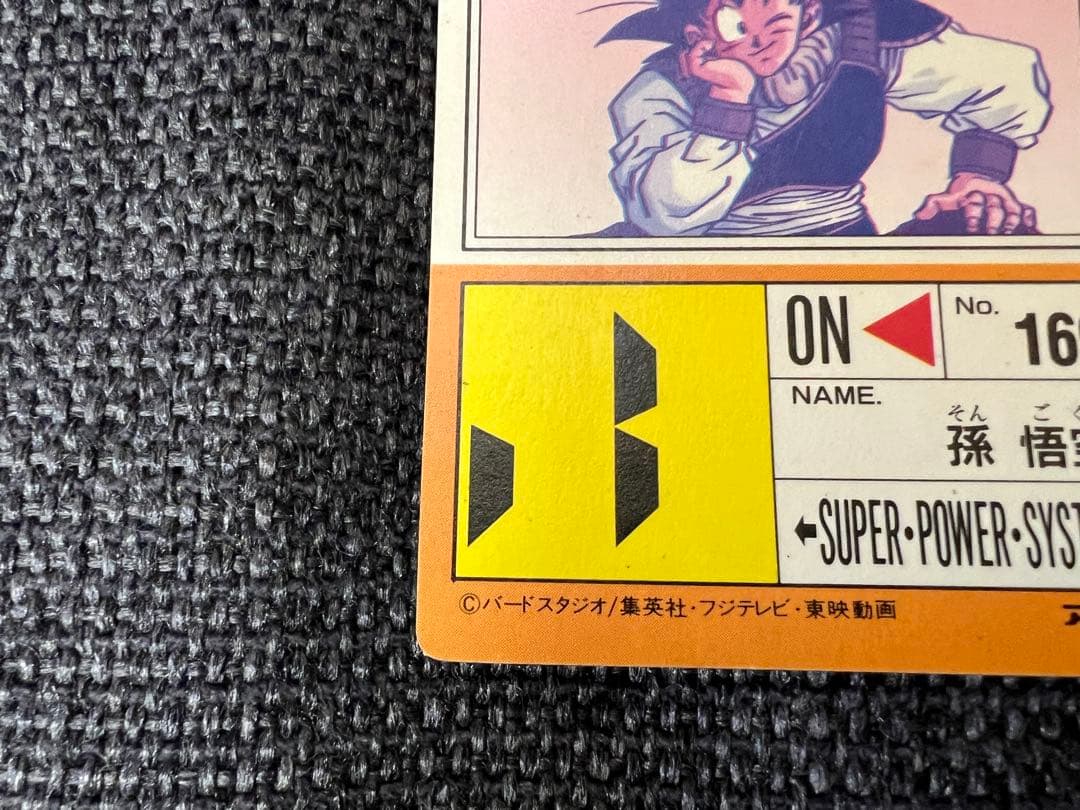 ON
No.
16
NAME.
そん ご
孫 悟
←SUPER・POWER・SYST
©バードスタジオ/集英社・フジテレビ・東映動画